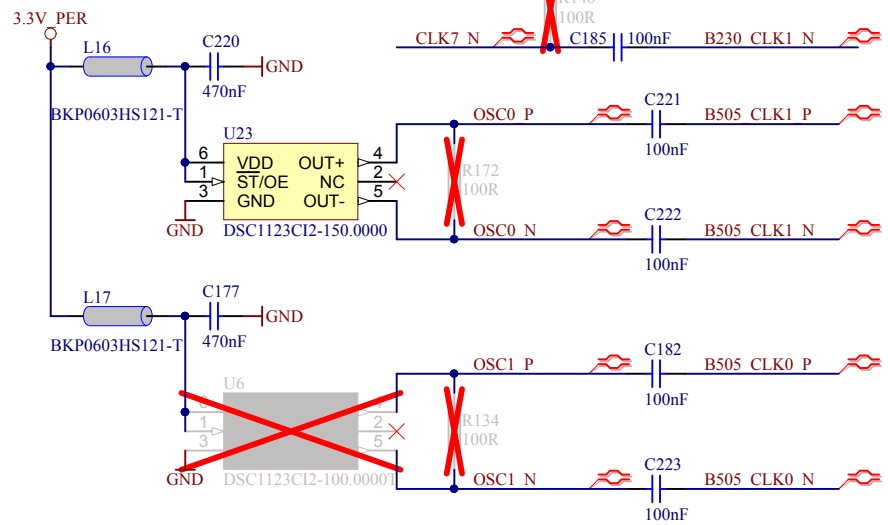 R148
100R
3.3V_PER
L16
C220
470nF
GND
BKP0603HS121-T
CLK7_N
C185
100nF
B230_CLK1_N
U23
6
1
3
VDD
ST/OE
GND
OUT+
NC
OUT-
4
2
5
GND
DSC1123CI2-150.0000
OSC0_P
C221
100nF
B505_CLK1_P
R172
100R
OSC0_N
C222
100nF
B505_CLK1_N
L17
C177
470nF
GND
BKP0603HS121-T
U6
1
3
2
5
GND
DSC1123CI2-100.0000T
OSC1_P
C182
100nF
B505_CLK0_P
R134
100R
OSC1_N
C223
100nF
B505_CLK0_N